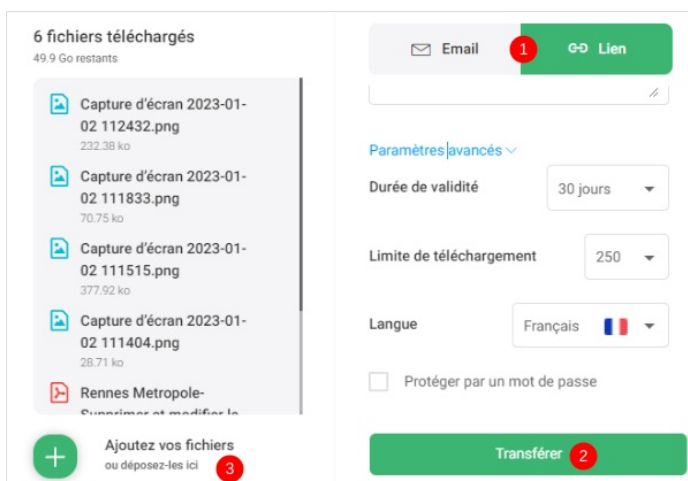 6 fichiers téléchargés
49.9 Go restants
Capture d'écran 2023-01-
02 112432.png
232.38 ko
Capture d'écran 2023-01-
02 111833.png
70.75 ko
Capture d'écran 2023-01-
02 111515.png
377.92 ko
Capture d'écran 2023-01-
02 111404.png
28.71 ko
Rennes Metropole-
Supprimer et modifier le
Ajoutez vos fichiers
ou déposez-les ici 3
Email 1 Lien
Paramètres avancés
Durée de validité 30 jours
Limite de téléchargement 250
Langue Français
Protéger par un mot de passe
Transférer 2